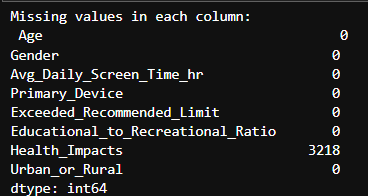 Missing values in each column:
 Age                                 0
Gender                               0
Avg_Daily_Screen_Time_hr             0
Primary_Device                       0
Exceeded_Recommended_Limit           0
Educational_to_Recreational_Ratio    0
Health_Impacts                    3218
Urban_or_Rural                       0
dtype: int64